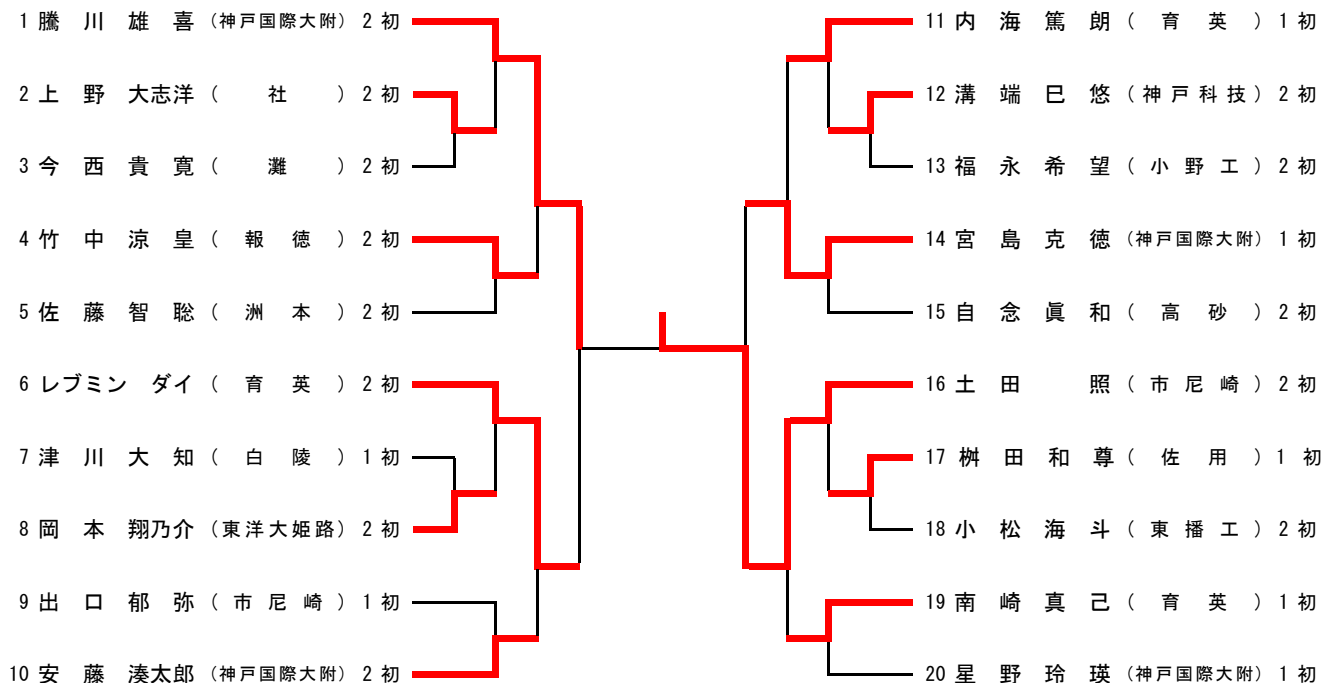 1 騰川雄喜 (神戸国際大附) 2 初
2 上野大志洋 ( 社 ) 2 初
3 今西貴寛 ( 灘 ) 2 初
4 竹中涼皇 ( 報徳 ) 2 初
5 佐藤智聡 ( 洲本 ) 2 初
6 レブミン ダイ ( 育英 ) 2 初
7 津川大知 ( 白陵 ) 1 初
8 岡本翔乃介 (東洋大姫路) 2 初
9 出口郁弥 ( 市尼崎 ) 1 初
10 安藤湊太郎 (神戸国際大附) 2 初
11 内海篤朗 ( 育英 ) 1 初
12 溝端巳悠 (神戸科技) 2 初
13 福永希望 ( 小野工 ) 2 初
14 宮島克徳 (神戸国際大附) 1 初
15 自念眞和 ( 高砂 ) 2 初
16 土田照 ( 市尼崎 ) 2 初
17 桝田和尊 ( 佐用 ) 1 初
18 小松海斗 ( 東播工 ) 2 初
19 南崎真己 ( 育英 ) 1 初
20 星野玲瑛 (神戸国際大附) 1 初